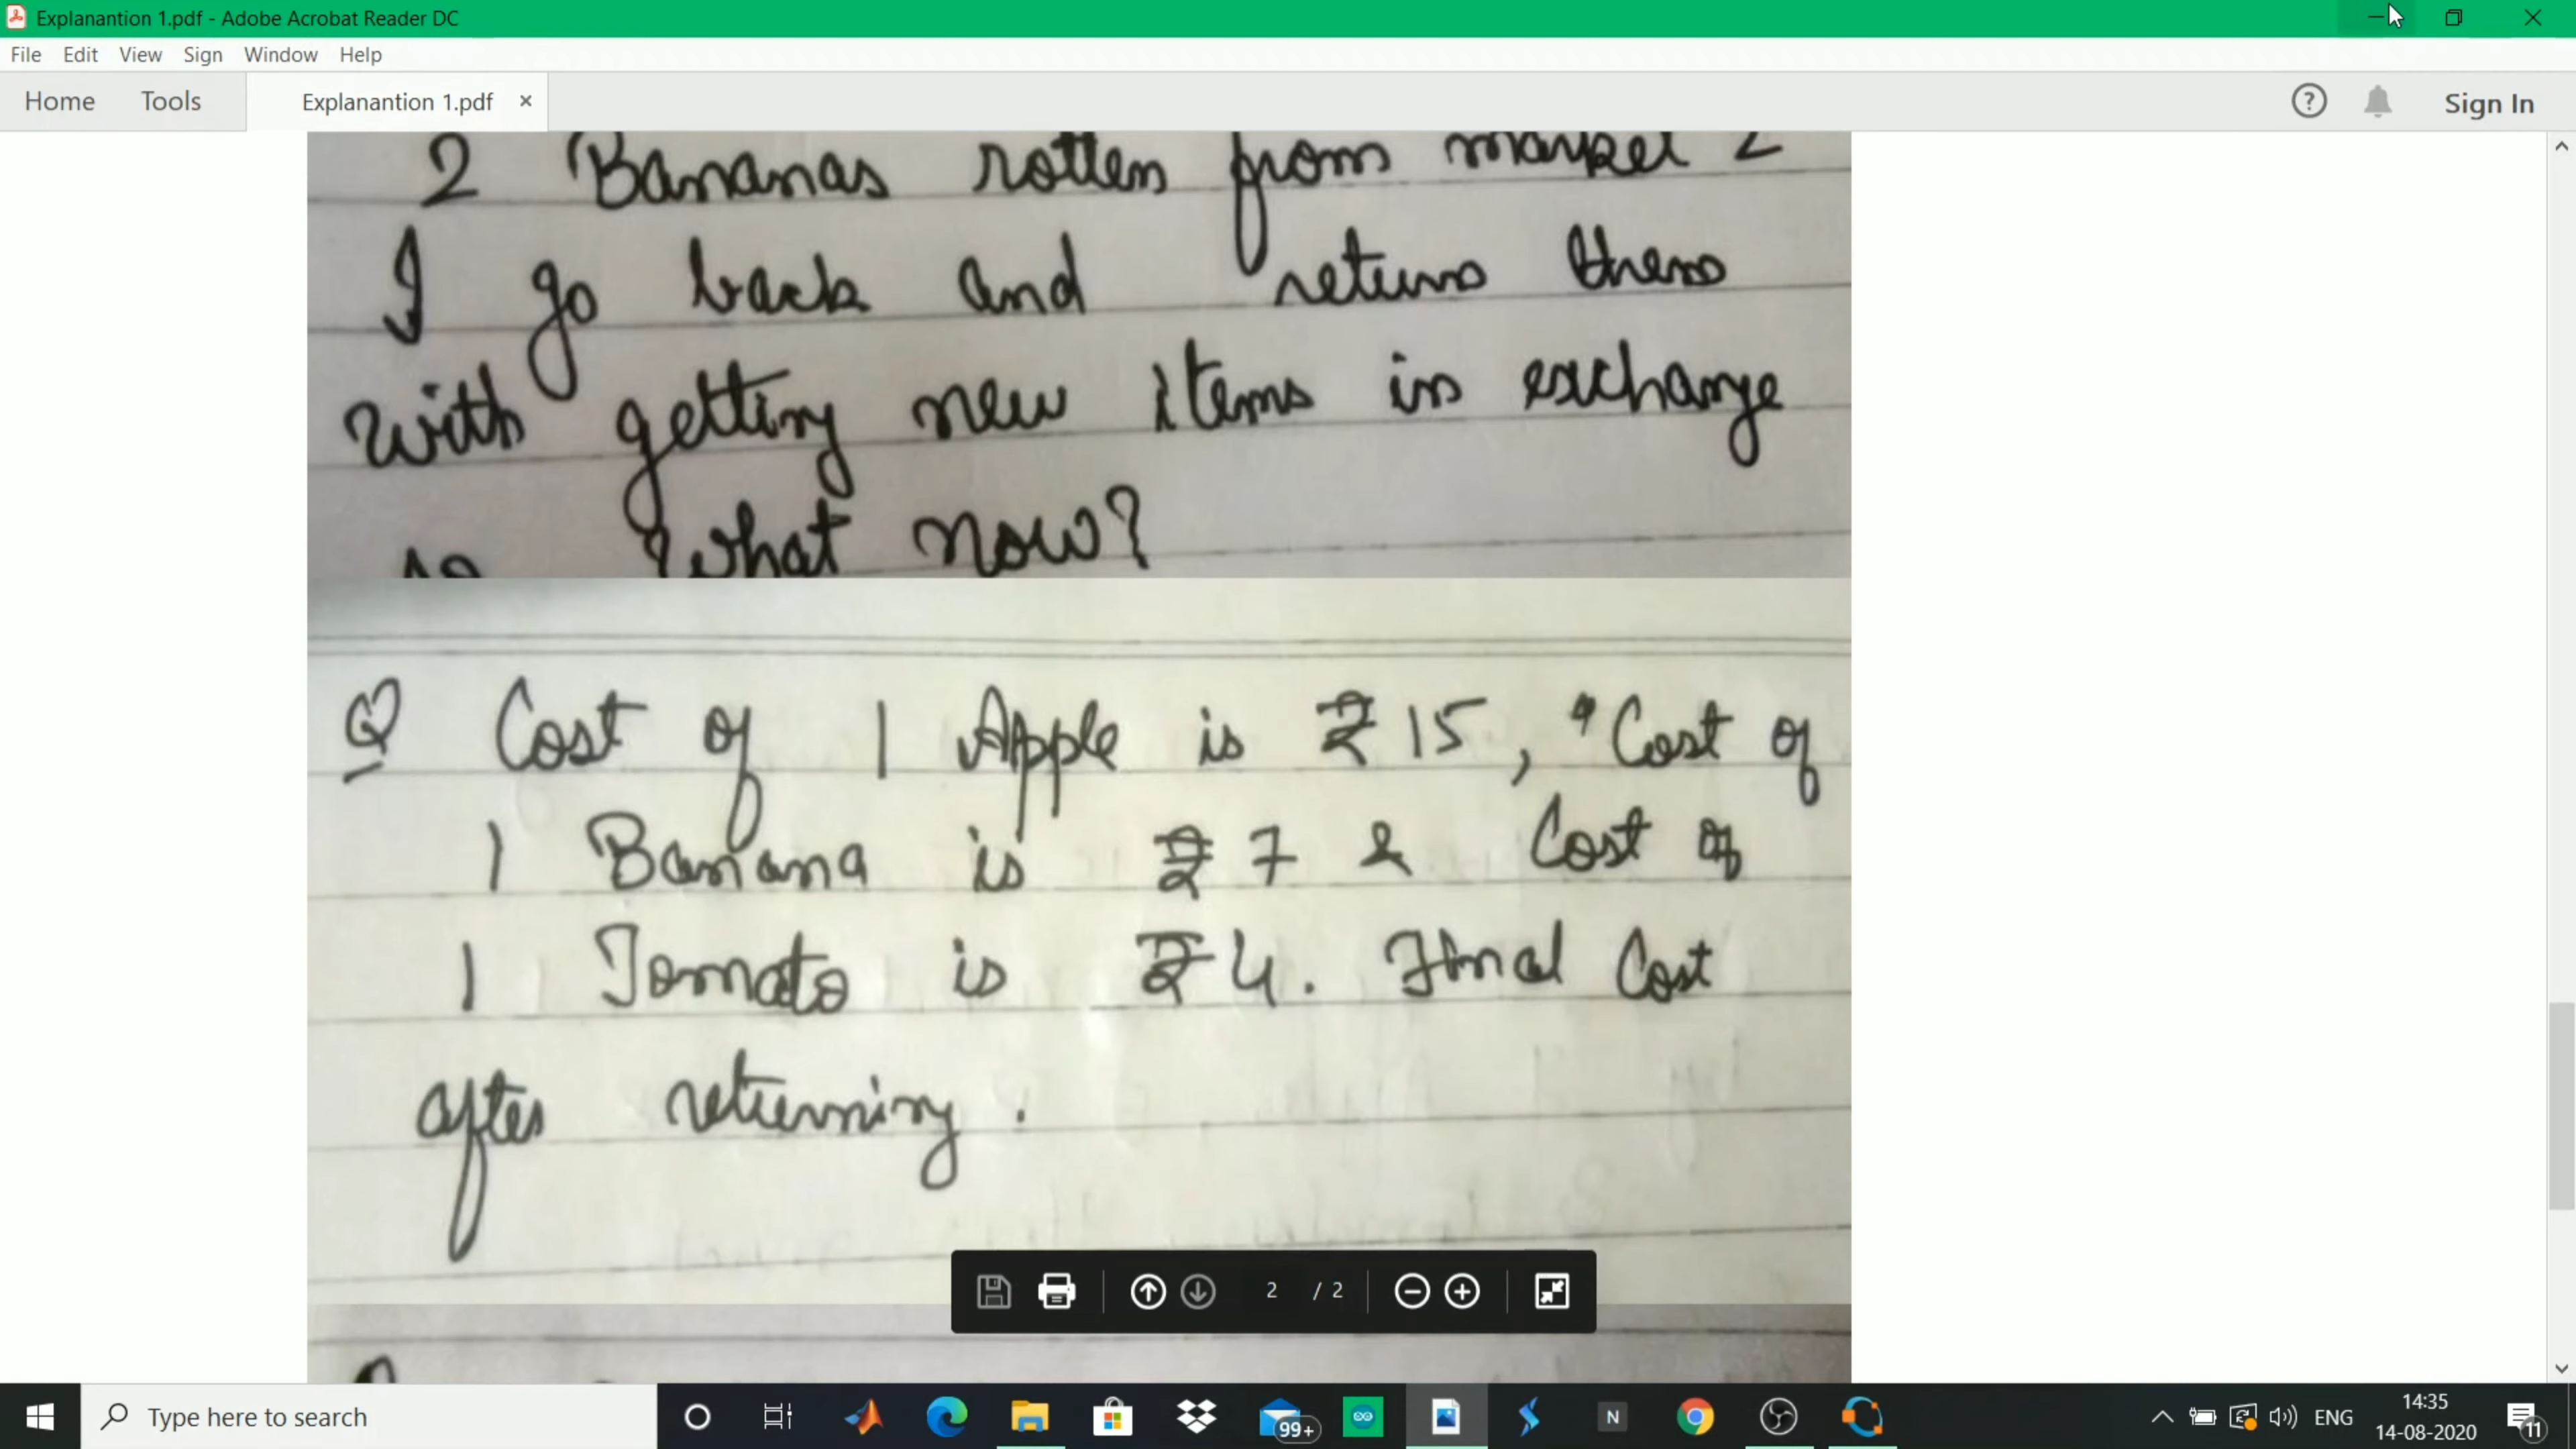 Explanantion 1.pdf - Adobe Acrobat Reader DC
File Edit View Sign Window Help
Home Tools Explanantion 1.pdf × Sign In
2 Bananas rotten from market 2
I go back and return them
with getting new items in exchange
so what now?
Q Cost of 1 Apple is ₹ 15, Cost of
1 Banana is ₹ 7 & Cost of
1 Tomato is ₹ 4. Final Cost
after returning.
2 / 2
Type here to search
99+
N
ENG
14:35
14-08-2020
11